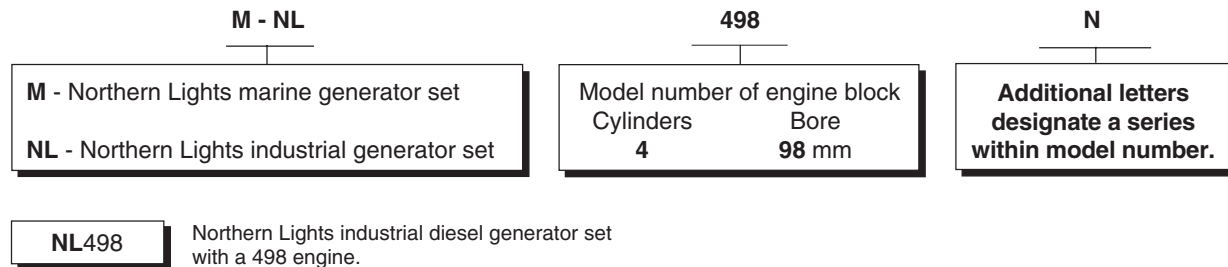 M - NL
498
N
M - Northern Lights marine generator set
NL - Northern Lights industrial generator set
Model number of engine block
Cylinders Bore
4 98 mm
Additional letters
designate a series
within model number.
NL498
Northern Lights industrial diesel generator set
with a 498 engine.